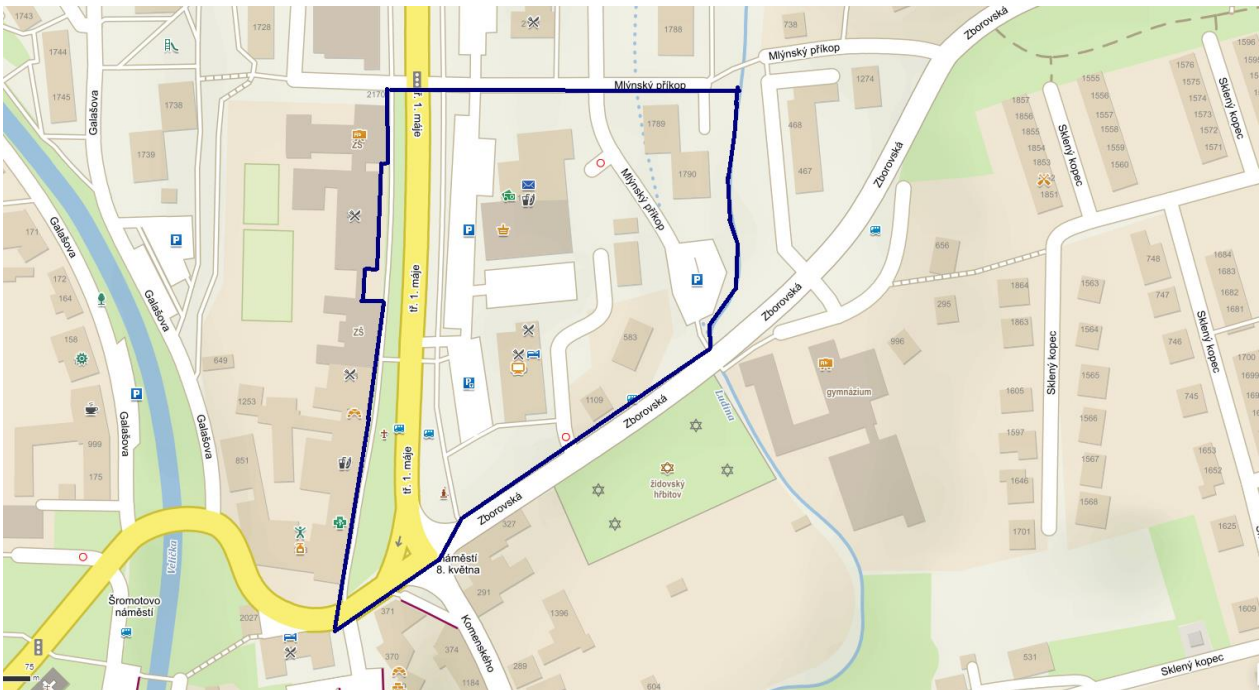 1743
1728
1788
738
Zborovská
1596
1744
1745
Galašova
1738
2170
tř. 1. máje
Mlýnský příkop
Mlýnský příkop
1274
1555
1556
1557
1558
1559
1560
1857
1856
1855
1854
1853
1851
Sklený kopec
1576
1575
1574
1573
1572
1571
Sklený kopec
1739
ZŠ
1789
1790
468
467
Zborovská
Mlýnský příkop
171
Galašova
172
164
Galašova
158
tř. 1. máje
656
295
1864
1863
1563
1564
748
747
746
1684
1683
1682
1681
Zborovská
583
996
ZŠ
649
1253
851
999
175
Galašova
Galašova
1109
Zborovská
Ludina
gymnázium
židovský
hřbitov
1605
1597
1646
1701
Sklený kopec
1565
1566
1567
1568
745
Sklený kopec
1700
1653
1652
1625
tř. 1. máje
Zborovská
327
náměstí
8. května
291
Komenského
1396
Velička
Šromotovo
náměstí
2027
371
370
374
1184
289
604
531
1609
Sklený kopec
75
m